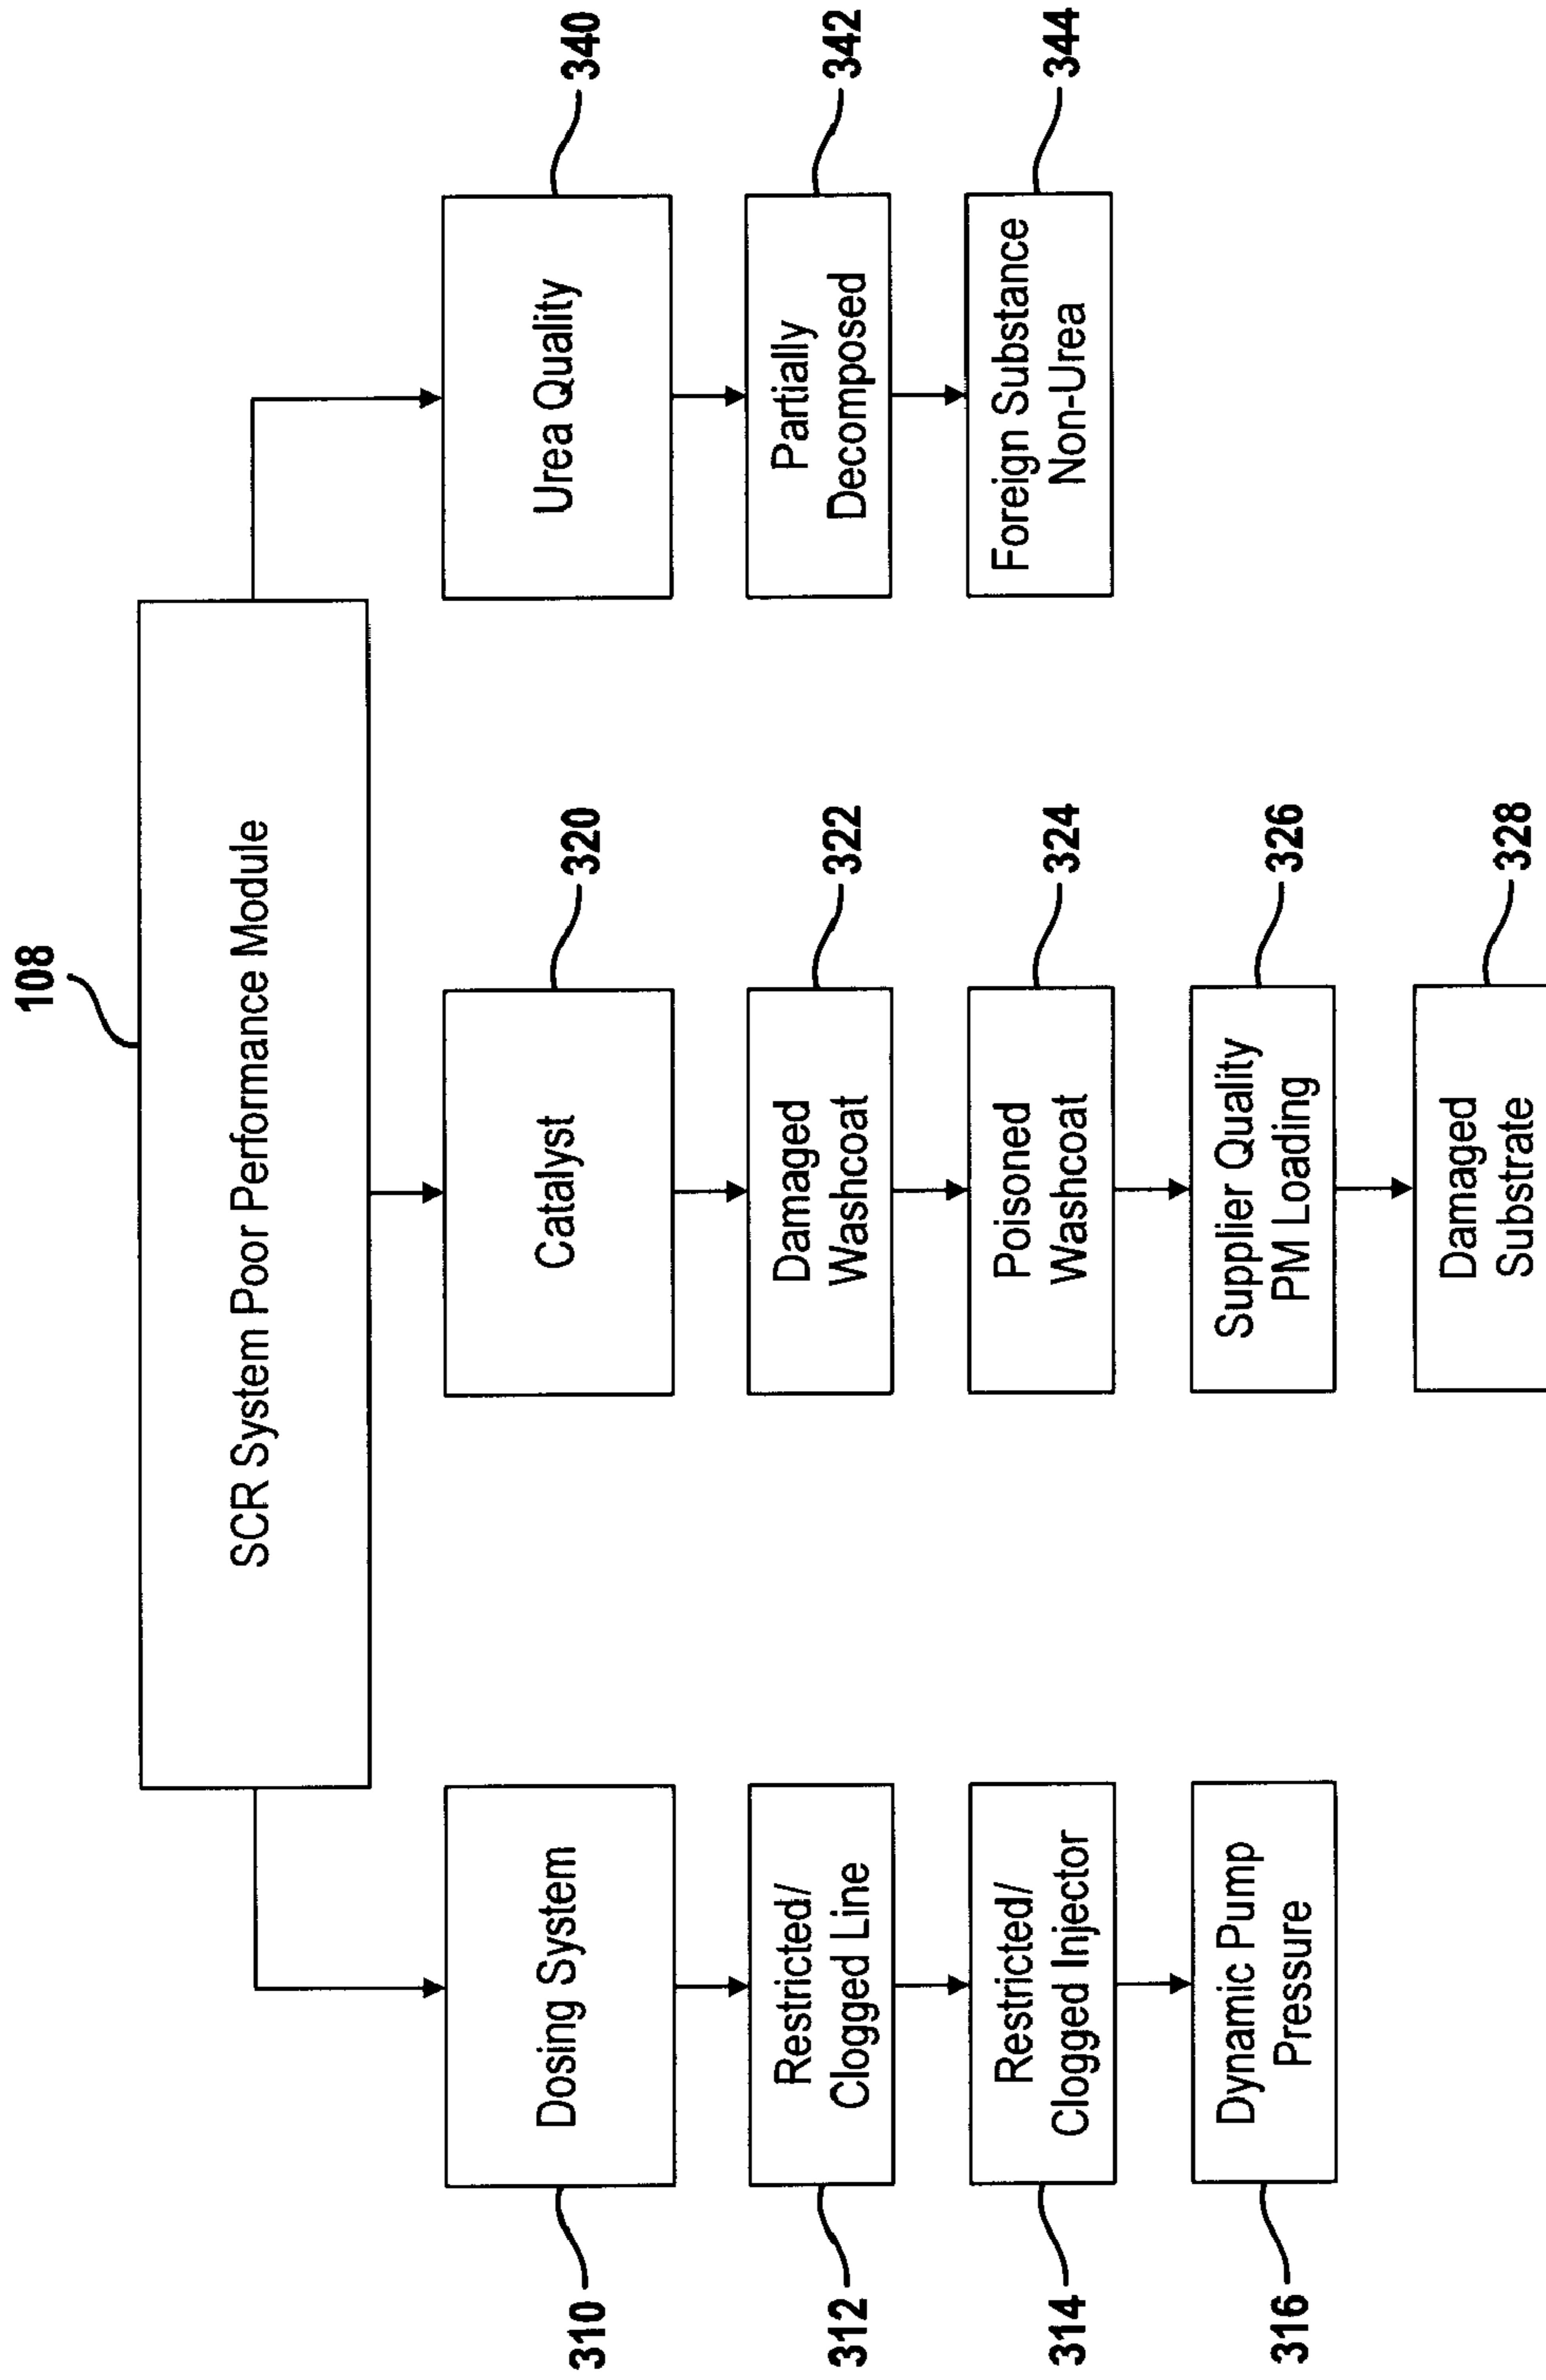 108
SCR System Poor Performance Module
310
Dosing System
312
Restricted/
Clogged Line
314
Restricted/
Clogged Injector
316
Dynamic Pump
Pressure
320
Catalyst
322
Damaged
Washcoat
324
Poisoned
Washcoat
326
Supplier Quality
PM Loading
328
Damaged
Substrate
340
Urea Quality
342
Partially
Decomposed
344
Foreign Substance
Non-Urea